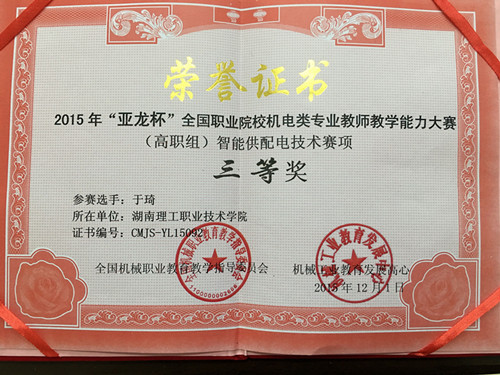 荣誉证书
2015年“亚龙杯”全国职业院校机电类专业教师教学能力大赛
（高职组）智能供配电技术赛项
三等奖
参赛选手：于琦
所在单位：湖南理工职业技术学院
证书编号：CMJS-YL15092
全国机械职业教育教学指导委员会
机械工业教育发展中心
2015年12月1日